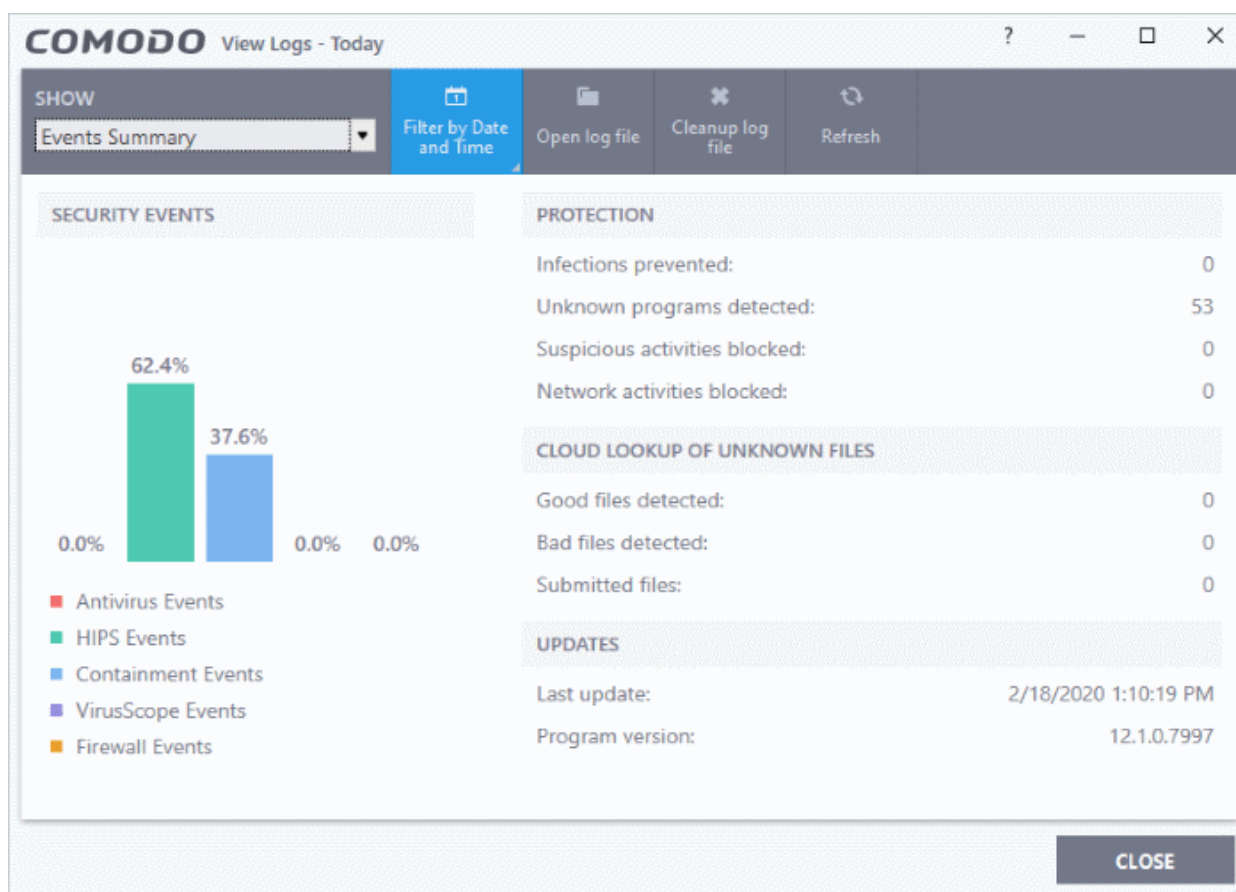 COMODO View Logs - Today
?
SHOW
Events Summary
Filter by Date
and Time
Open log file
Cleanup log
file
Refresh
SECURITY EVENTS
62.4%
37.6%
0.0%
0.0%
0.0%
Antivirus Events
HIPS Events
Containment Events
VirusScope Events
Firewall Events
PROTECTION
Infections prevented: 0
Unknown programs detected: 53
Suspicious activities blocked: 0
Network activities blocked: 0
CLOUD LOOKUP OF UNKNOWN FILES
Good files detected: 0
Bad files detected: 0
Submitted files: 0
UPDATES
Last update: 2/18/2020 1:10:19 PM
Program version: 12.1.0.7997
CLOSE